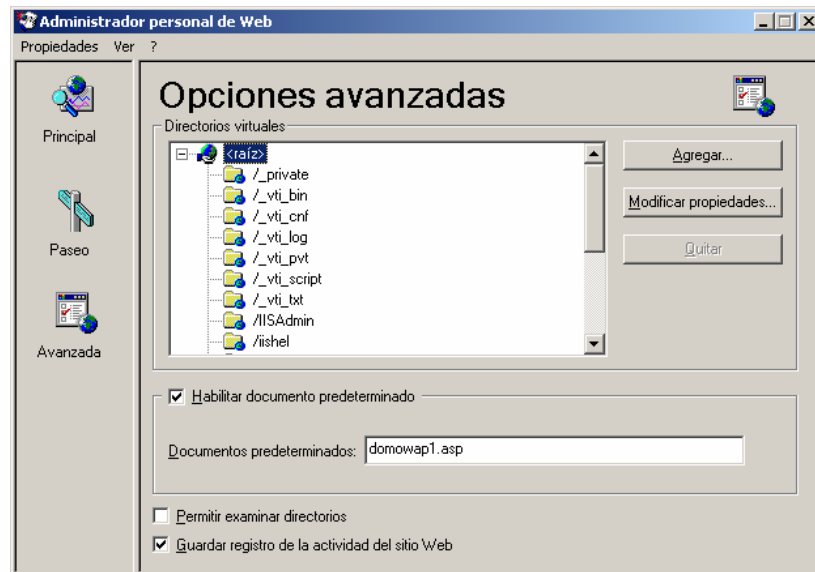 Administrador personal de Web
Propiedades Ver ?
Principal
Paseo
Avanzada
Opciones avanzadas
Directorios virtuales
<raíz>
/_private
/_vti_bin
/_vti_cnf
/_vti_log
/_vti_pvt
/_vti_script
/_vti_txt
/IISAdmin
/iishel
Agregar...
Modificar propiedades...
Quitar
Habilitar documento predeterminado
Documentos predeterminados: domowap1.asp
Permitir examinar directorios
Guardar registro de la actividad del sitio Web